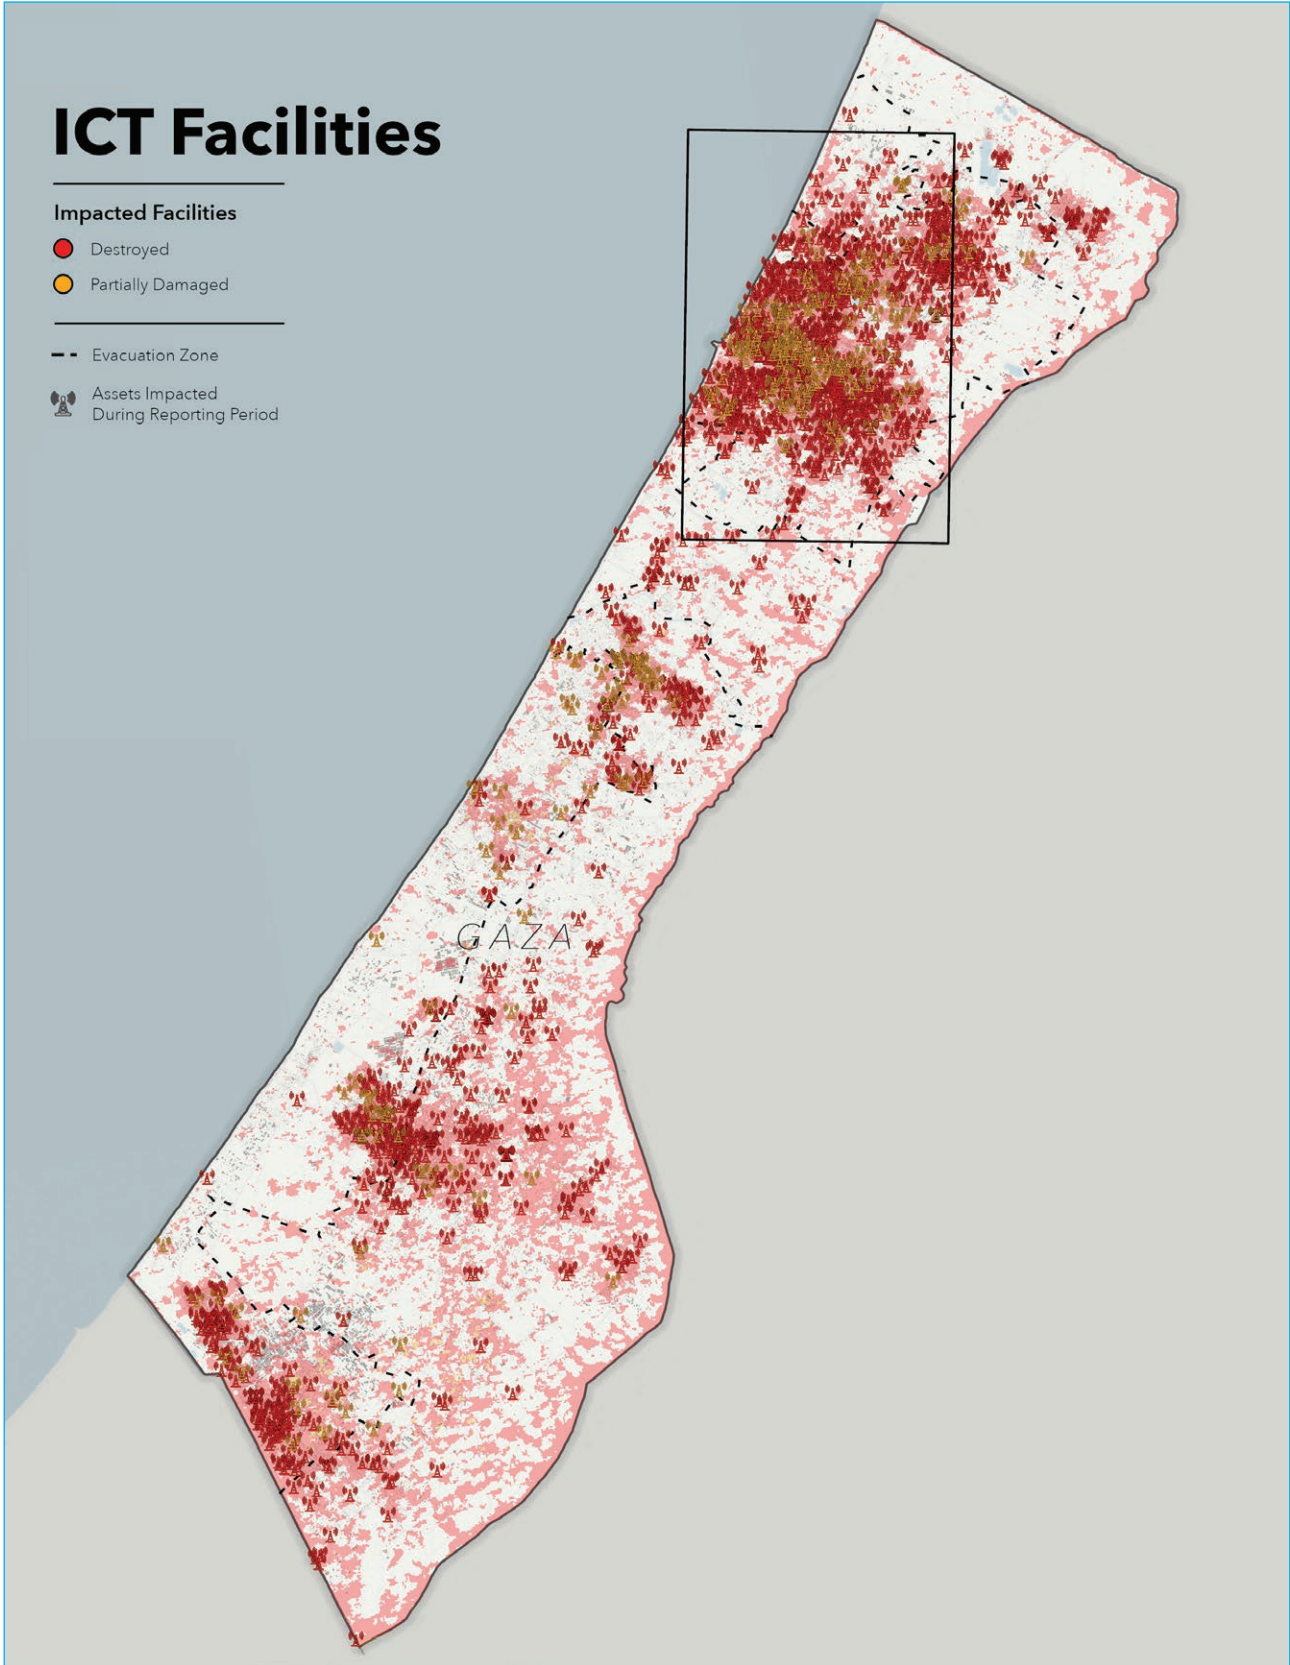 ICT Facilities
Impacted Facilities
Destroyed
Partially Damaged
Evacuation Zone
Assets Impacted
During Reporting Period
GAZA